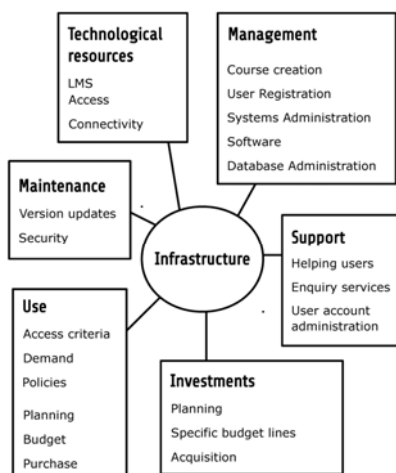 Technological
resources
LMS
Access
Connectivity
Management
Course creation
User Registration
Systems Administration
Software
Database Administration
Maintenance
Version updates
Security
Infrastructure
Support
Helping users
Enquiry services
User account
administration
Use
Access criteria
Demand
Policies
Planning
Budget
Purchase
Investments
Planning
Specific budget lines
Acquisition